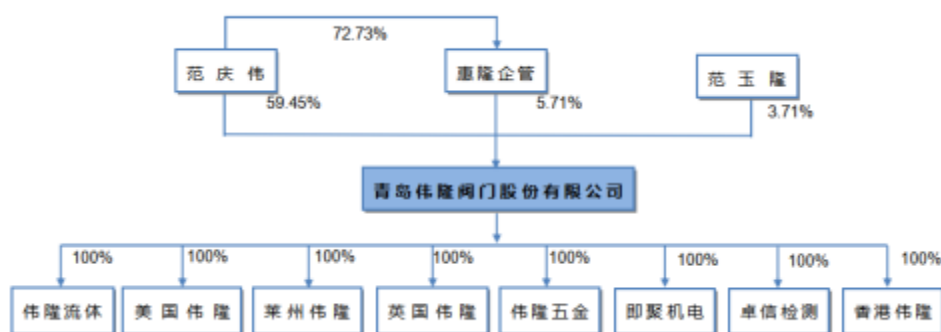 72.73%
范庆伟
惠隆企管
范玉隆
59.45%
5.71%
3.71%
青岛伟隆阀门股份有限公司
100%
100%
100%
100%
100%
100%
100%
100%
伟隆流体
美国伟隆
莱州伟隆
英国伟隆
伟隆五金
即聚机电
卓信检测
香港伟隆